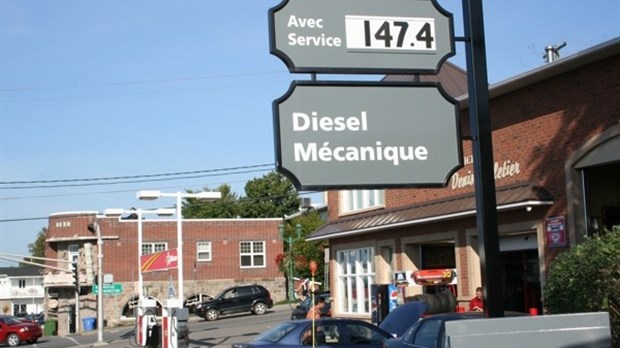 Avec
Service
147.4
Diesel
Mécanique